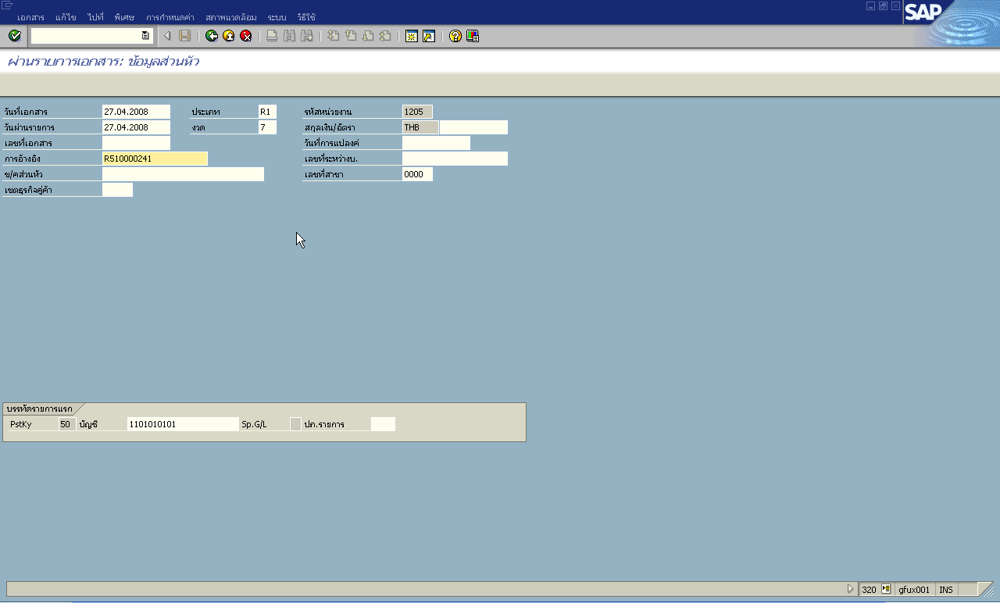 เอกสาร แก้ไข ไปที่ พิเศษ การกำหนดค่า สภาพแวดล้อม ระบบ วิธีใช้
SAP
ผ่านรายการเอกสาร: ข้อมูลส่วนหัว
วันที่เอกสาร 27.04.2008 ประเภท R1 รหัสหน่วยงาน 1205
วันผ่านรายการ 27.04.2008 งวด 7 สกุลเงิน/อัตรา THB
เลขที่เอกสาร วันที่การแปลงค่
การอ้างอิง R510000241 เลขที่ระหว่างบ.
ข/คส่วนหัว เลขที่สาขา 0000
เขตธุรกิจคู่ค้า
บรรทัดรายการแรก
PstKy 50 บัญชี 1101010101 Sp.G/L ปภ.รายการ
320 gfux001 INS